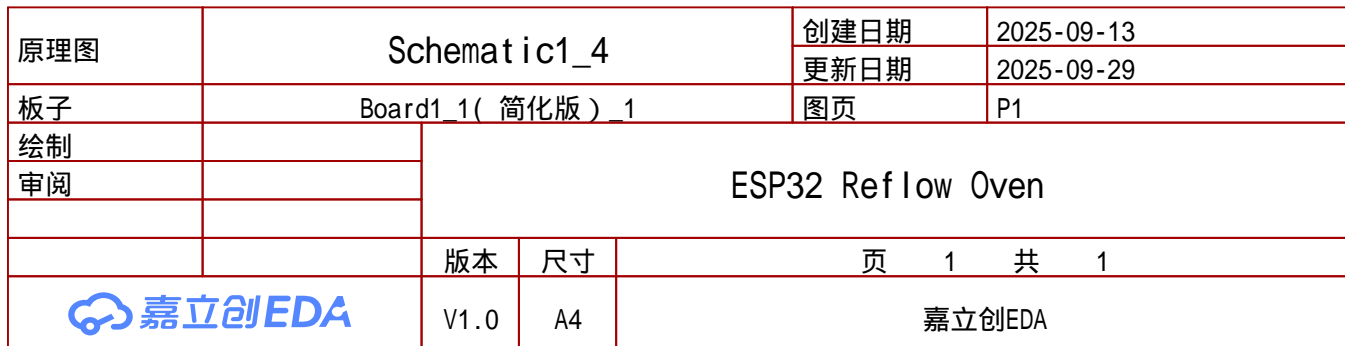 原理图
Schematic1_4
创建日期
2025-09-13
更新日期
2025-09-29
板子
Board1_1(简化版)_1
图页
P1
绘制
审阅
ESP32 Reflow Oven
版本
尺寸
页 1 共 1
嘉立创EDA
V1.0
A4
嘉立创EDA